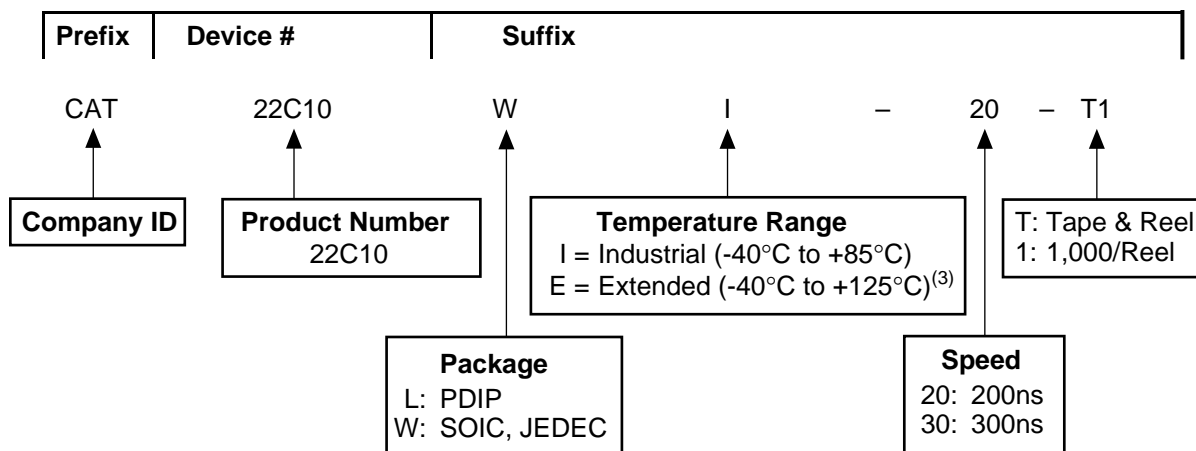 Prefix Device # Suffix
CAT 22C10 W I – 20 – T1
Company ID
Product Number
22C10
Temperature Range
I = Industrial (-40°C to +85°C)
E = Extended (-40°C to +125°C)(3)
T: Tape & Reel
1: 1,000/Reel
Package
L: PDIP
W: SOIC, JEDEC
Speed
20: 200ns
30: 300ns